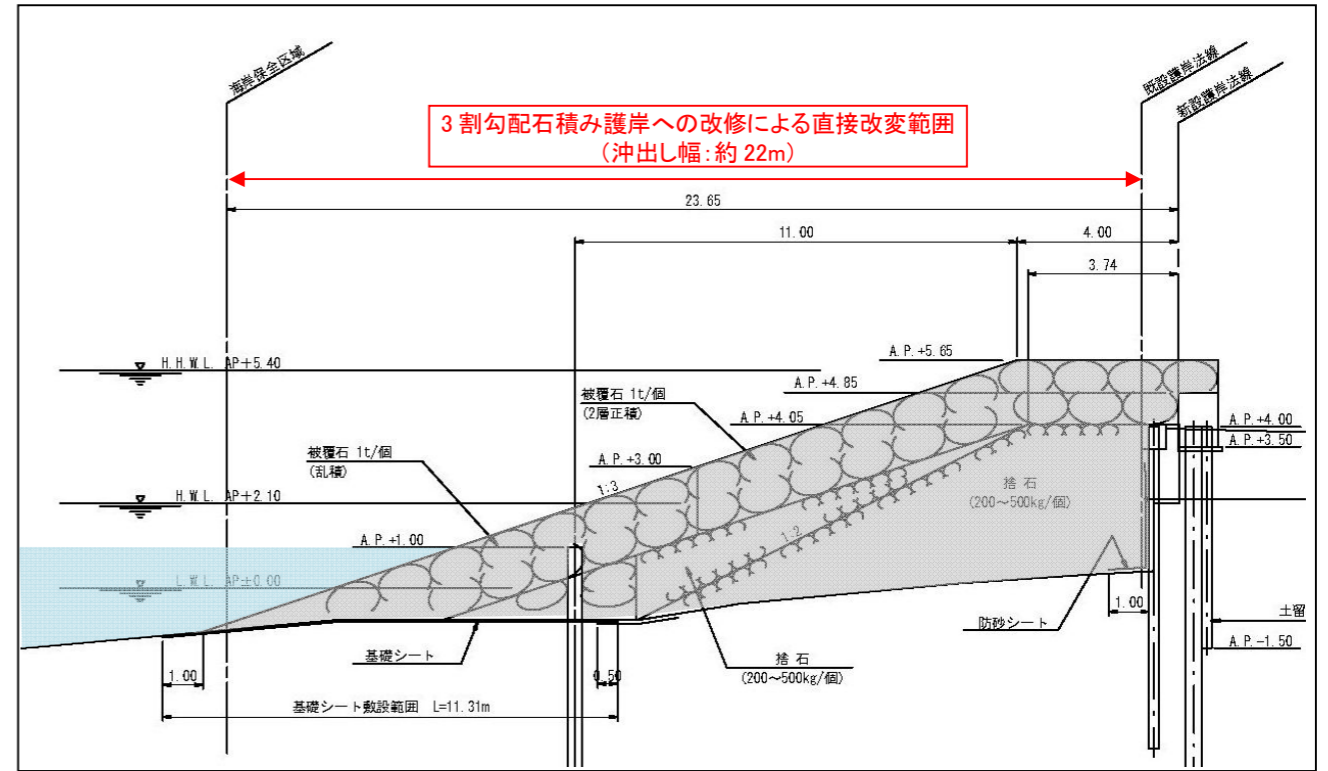 海岸保全区域
既設護岸法線
新設護岸法線
3割勾配石積み護岸への改修による直接改変範囲
(沖出し幅:約22m)
23.65
11.00
4.00
3.74
H.H.W.L. AP+5.40
A.P.+5.65
被覆石 1t/個
(2層正積)
A.P.+4.85
A.P.+4.05
A.P.+4.00
A.P.+3.50
被覆石 1t/個
(乱積)
A.P.+3.00
1:3
捨石
(200~500kg/個)
H.W.L. AP+2.10
1:2
A.P.+1.00
L.W.L. AP±0.00
1.00
防砂シート
土留
A.P.-1.50
基礎シート
捨石
(200~500kg/個)
1.00
0.50
基礎シート敷設範囲 L=11.31m